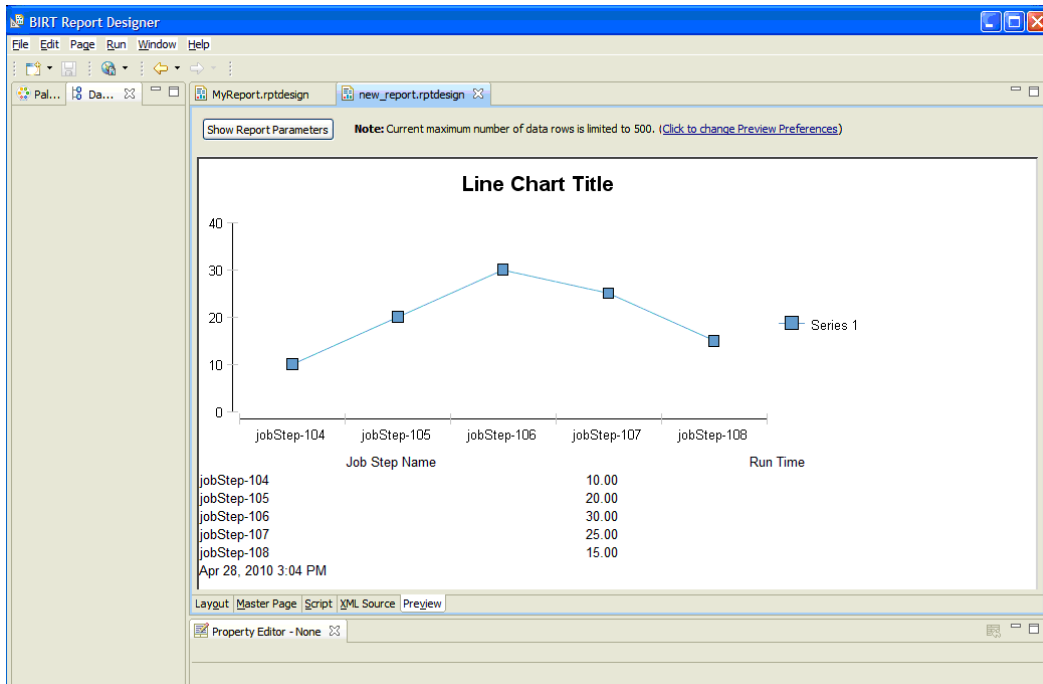 BIRT Report Designer
File Edit Page Run Window Help
Pal... Da...
MyReport.rptdesign new_report.rptdesign
Show Report Parameters Note: Current maximum number of data rows is limited to 500. (Click to change Preview Preferences)
Line Chart Title
40
30
20
10
0
Series 1
jobStep-104 jobStep-105 jobStep-106 jobStep-107 jobStep-108
Job Step Name Run Time
jobStep-104 10.00
jobStep-105 20.00
jobStep-106 30.00
jobStep-107 25.00
jobStep-108 15.00
Apr 28, 2010 3:04 PM
Layout Master Page Script XML Source Preview
Property Editor - None